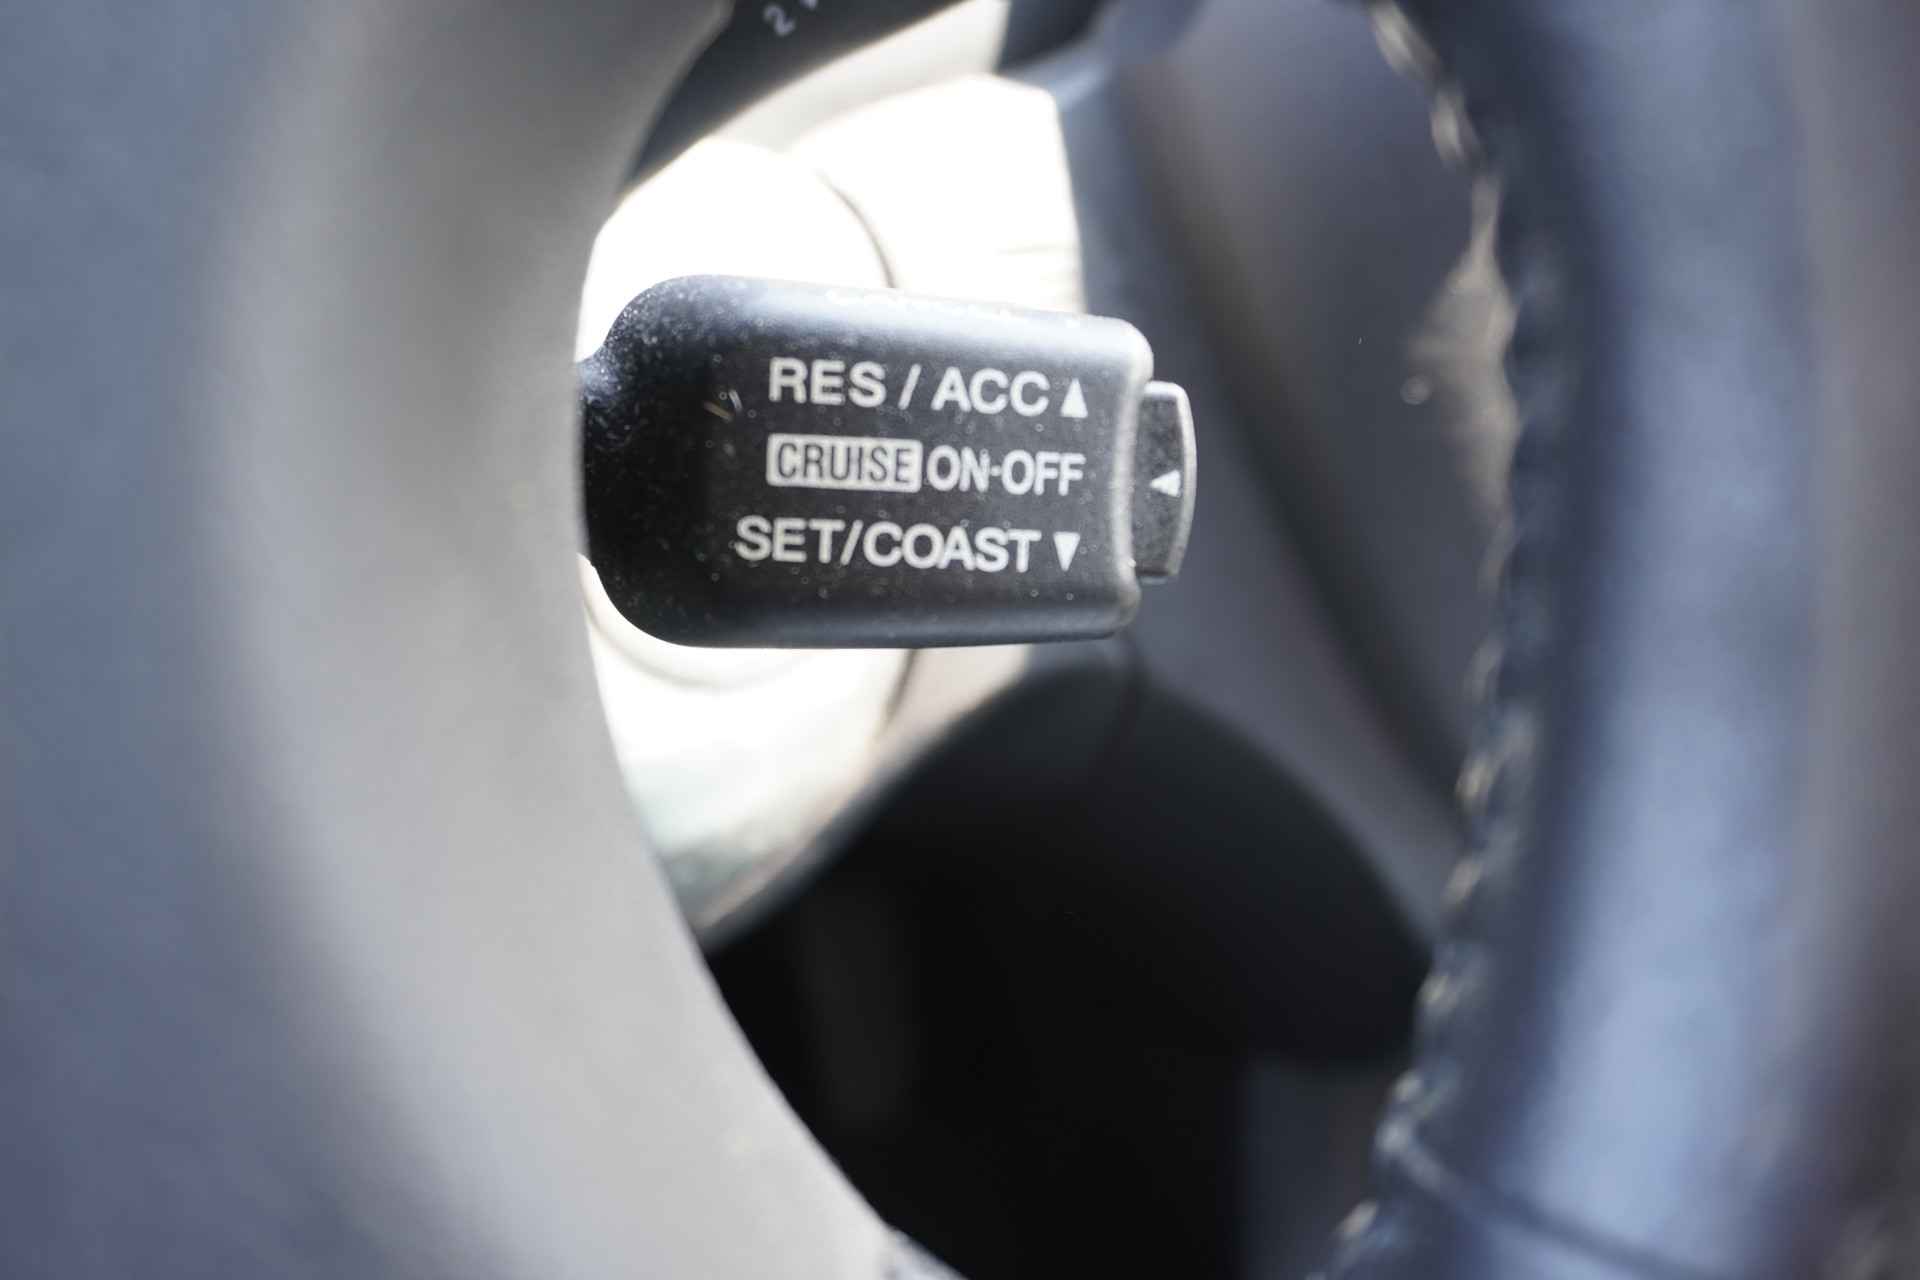 RES / ACC ▲
CRUISE ON-OFF
SET/COAST ▼